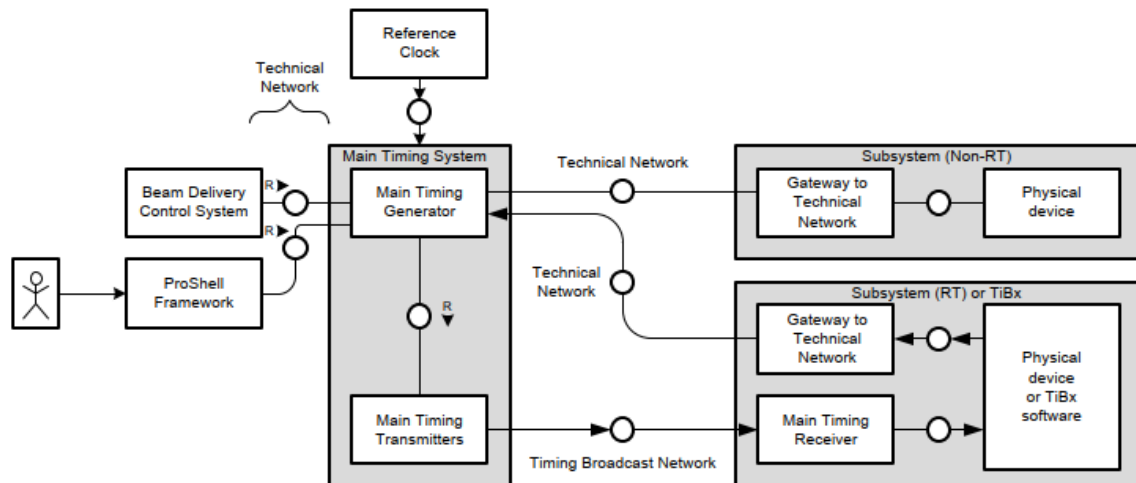 Reference
Clock
Technical
Network
Main Timing System
Technical Network
Subsystem (Non-RT)
Beam Delivery
Control System
R
Main Timing
Generator
Gateway to
Technical
Network
Physical
device
R
ProShell
Framework
Technical
Network
R
Subsystem (RT) or TiBx
Gateway to
Technical
Network
Physical
device
or TiBx
software
Main Timing
Transmitters
Main Timing
Receiver
Timing Broadcast Network